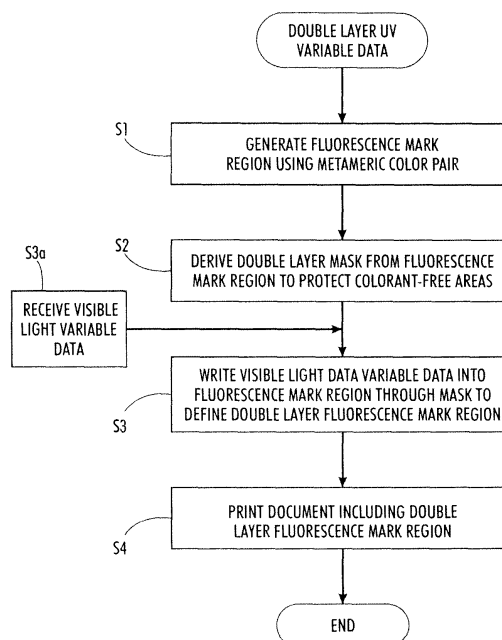 DOUBLE LAYER UV
VARIABLE DATA
S1
GENERATE FLUORESCENCE MARK
REGION USING METAMERIC COLOR PAIR
S2
DERIVE DOUBLE LAYER MASK FROM FLUORESCENCE
MARK REGION TO PROTECT COLORANT-FREE AREAS
S3a
RECEIVE VISIBLE
LIGHT VARIABLE
DATA
WRITE VISIBLE LIGHT DATA VARIABLE DATA INTO
FLUORESCENCE MARK REGION THROUGH MASK TO
DEFINE DOUBLE LAYER FLUORESCENCE MARK REGION
S3
PRINT DOCUMENT INCLUDING DOUBLE
LAYER FLUORESCENCE MARK REGION
S4
END